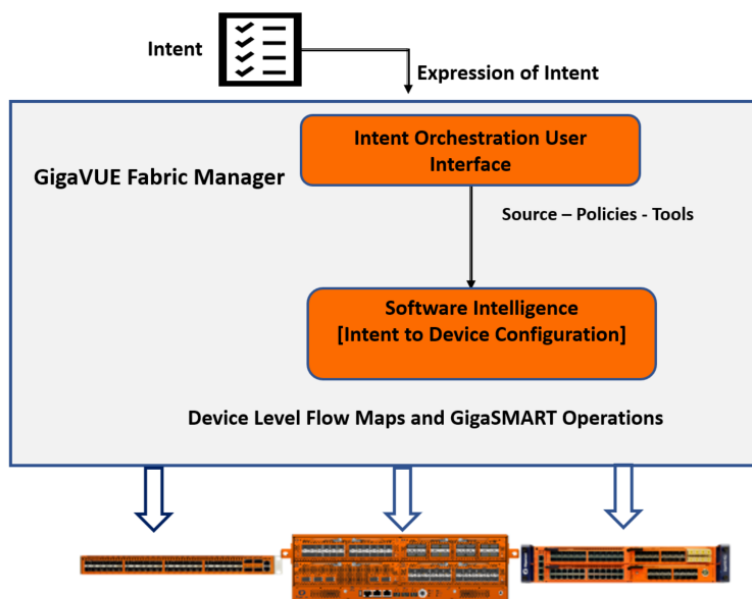 Intent
Expression of Intent
Intent Orchestration User
Interface
GigaVUE Fabric Manager
Source – Policies - Tools
Software Intelligence
[Intent to Device Configuration]
Device Level Flow Maps and GigaSMART Operations